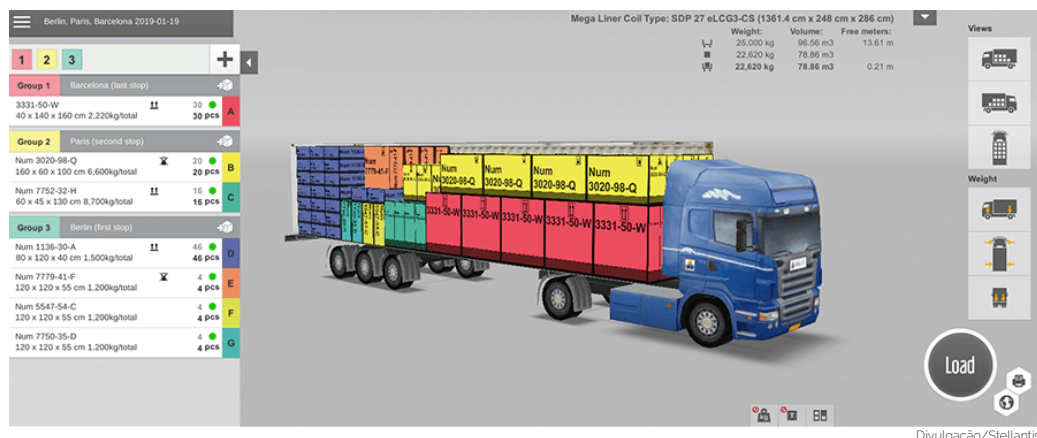 Berlin, Paris, Barcelona 2019-01-19
Mega Liner Coil Type: SDP 27 eLCG3-CS (1361.4 cm x 248 cm x 286 cm)
Weight: Volume: Free meters:
25,000 kg 96.56 m3 13.61 m
22,620 kg 78.86 m3
22,620 kg 78.86 m3 0.21 m
Views
1 2 3 +
Group 1 Barcelona (last stop)
3331-50-W 30
40 x 140 x 160 cm 2,220kg/total 30 pcs A
Group 2 Paris (second stop)
Num 3020-98-Q 20
160 x 60 x 100 cm 6,600kg/total 20 pcs B
Num 7752-32-H 16
60 x 45 x 130 cm 8,700kg/total 16 pcs C
Group 3 Berlin (first stop)
Num 1136-30-A 46
80 x 120 x 40 cm 1,500kg/total 46 pcs D
Num 7779-41-F 4
120 x 120 x 55 cm 1,200kg/total 4 pcs E
Num 5547-54-C 4
120 x 120 x 55 cm 1,200kg/total 4 pcs F
Num 7750-35-D 4
120 x 120 x 55 cm 1,200kg/total 4 pcs G
Num
7779-41-F
Num Num Num Num
3020-98-Q 3020-98-Q 3020-98-Q 3020-98-Q
3331-50-W 3331-50-W 3331-50-W 3331-50-W 3331-50-W
Weight
Load
Divulgação/Stellantis